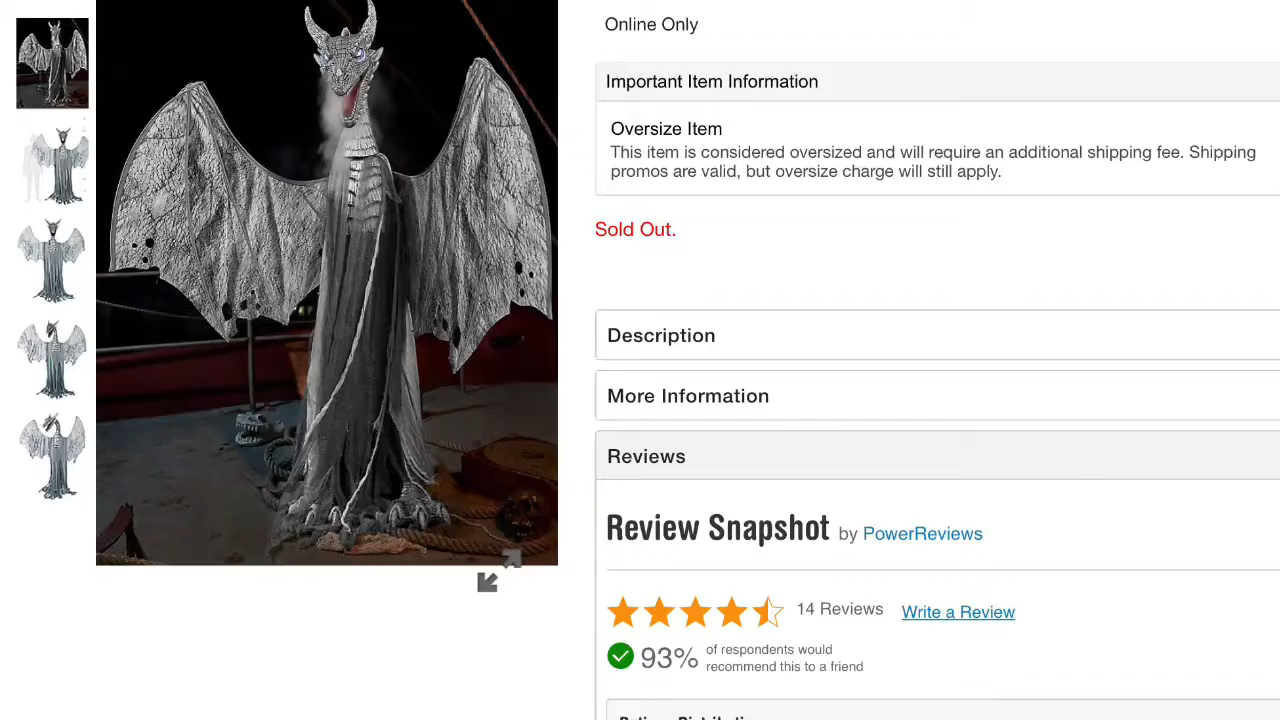 Online Only
Important Item Information
Oversize Item
This item is considered oversized and will require an additional shipping fee. Shipping
promos are valid, but oversize charge will still apply.
Sold Out.
Description
More Information
Reviews
Review Snapshot by PowerReviews
14 Reviews Write a Review
93% of respondents would
recommend this to a friend